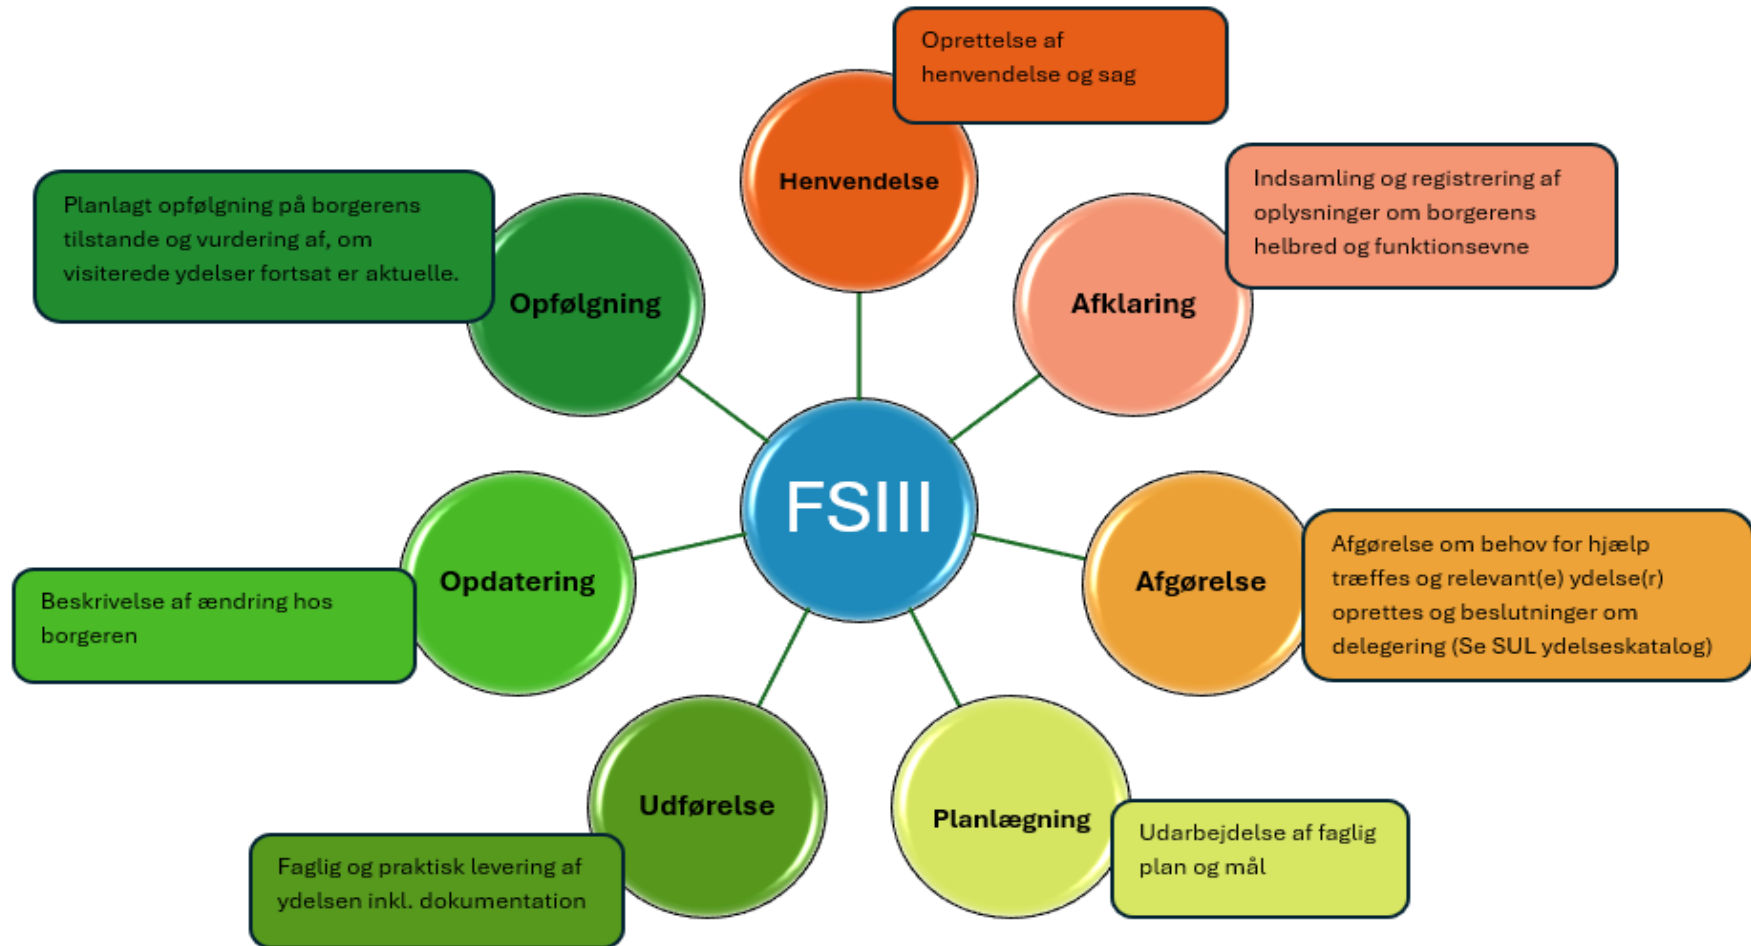 Oprettelse af
henvendelse og sag
Henvendelse
Indsamling og registrering af
oplysninger om borgerens
helbred og funktionsevne
Afklaring
Afgørelse om behov for hjælp
træffes og relevant(e) ydelse(r)
oprettes og beslutninger om
delegering (Se SUL ydelseskatalog)
Afgørelse
Planlægning
Udarbejdelse af faglig
plan og mål
Udførelse
Faglig og praktisk levering af
ydelsen inkl. dokumentation
Opdatering
Beskrivelse af ændring hos
borgeren
Planlagt opfølgning på borgerens
tilstande og vurdering af, om
visiterede ydelser fortsat er aktuelle.
Opfølgning
FSIII